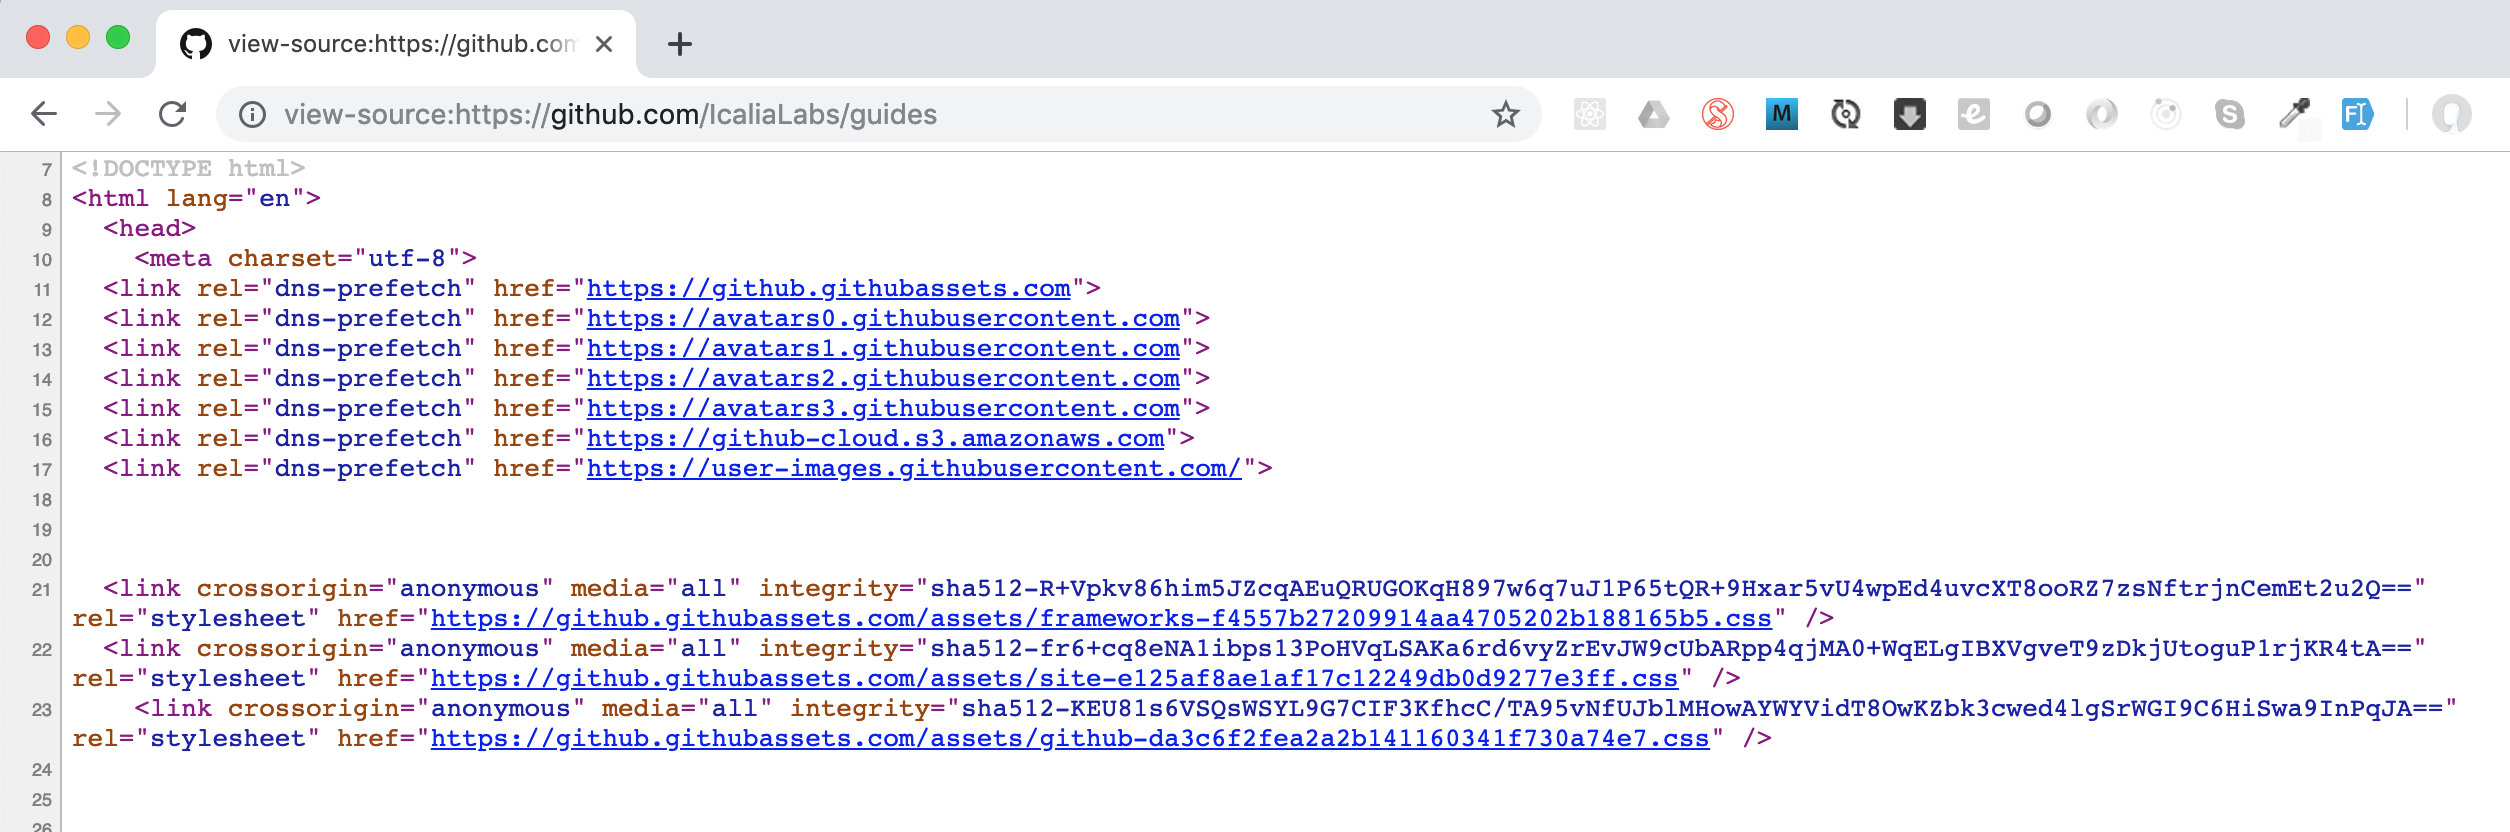 view-source:https://github.com
view-source:https://github.com/IcaliaLabs/guides
M
S
F
7 <!DOCTYPE html>
8 <html lang="en">
9 <head>
10 <meta charset="utf-8">
11 <link rel="dns-prefetch" href="https://github.githubassets.com">
12 <link rel="dns-prefetch" href="https://avatars0.githubusercontent.com">
13 <link rel="dns-prefetch" href="https://avatars1.githubusercontent.com">
14 <link rel="dns-prefetch" href="https://avatars2.githubusercontent.com">
15 <link rel="dns-prefetch" href="https://avatars3.githubusercontent.com">
16 <link rel="dns-prefetch" href="https://github-cloud.s3.amazonaws.com">
17 <link rel="dns-prefetch" href="https://user-images.githubusercontent.com/">
18
19
20
21 <link crossorigin="anonymous" media="all" integrity="sha512-R+Vpkv86him5JZcqAEuQRUGOKqH897w6q7uJ1P65tQR+9Hxar5vU4wpEd4uvcXT8ooRZ7zsNftrjnCemEt2u2Q=="
rel="stylesheet" href="https://github.githubassets.com/assets/frameworks-f4557b27209914aa4705202b188165b5.css" />
22 <link crossorigin="anonymous" media="all" integrity="sha512-fr6+cq8eNA1ibps13PoHVqLSAKa6rd6vyZrEvJW9cUbARpp4qjMA0+WqELgIBXVgveT9zDkjUtoguP1rjKR4tA=="
rel="stylesheet" href="https://github.githubassets.com/assets/site-e125af8ae1af17c12249db0d9277e3ff.css" />
23 <link crossorigin="anonymous" media="all" integrity="sha512-KEU81s6VSQsWSYL9G7CIF3KfhcC/TA95vNfUJblMHowAYWYVidT8OwKZbk3cwed4lgSrWGI9C6HiSwa9InPqJA=="
rel="stylesheet" href="https://github.githubassets.com/assets/github-da3c6f2fea2a2b141160341f730a74e7.css" />
24
25
26